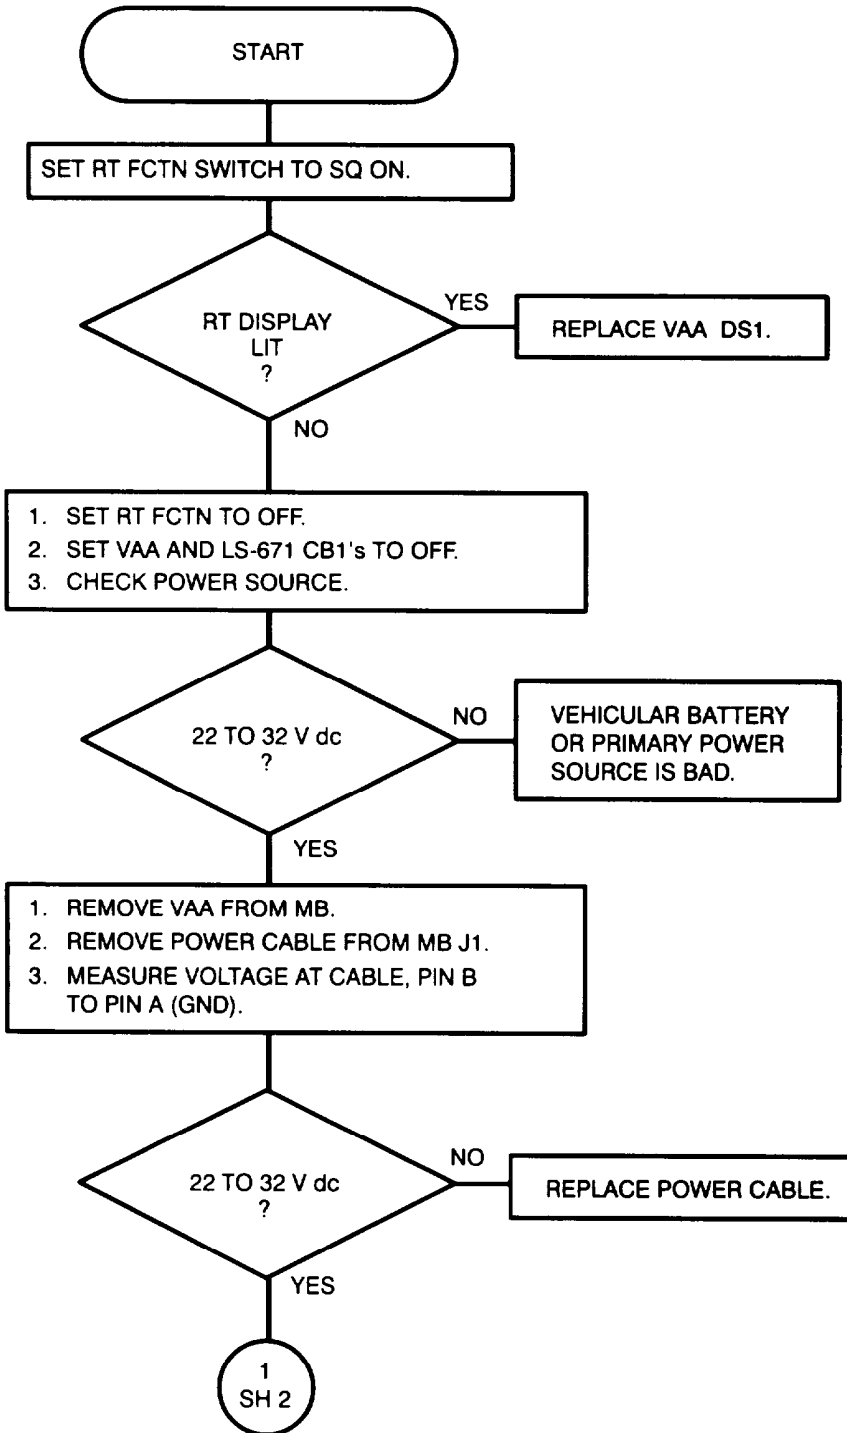 START
SET RT FCTN SWITCH TO SQ ON.
RT DISPLAY
LIT
?
YES
REPLACE VAA DS1.
NO
1. SET RT FCTN TO OFF.
2. SET VAA AND LS-671 CB1's TO OFF.
3. CHECK POWER SOURCE.
22 TO 32 V dc
?
NO
VEHICULAR BATTERY
OR PRIMARY POWER
SOURCE IS BAD.
YES
1. REMOVE VAA FROM MB.
2. REMOVE POWER CABLE FROM MB J1.
3. MEASURE VOLTAGE AT CABLE, PIN B
TO PIN A (GND).
22 TO 32 V dc
?
NO
REPLACE POWER CABLE.
YES
1
SH 2